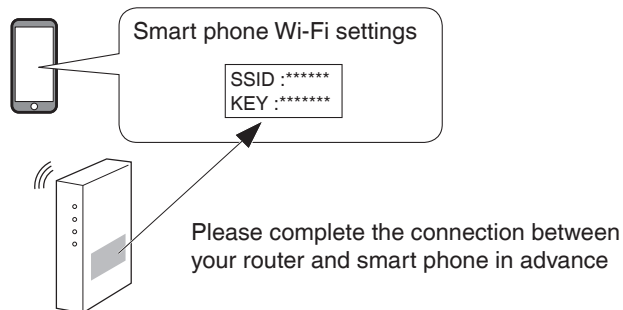 Smart phone Wi-Fi settings
SSID :******
KEY :*******
Please complete the connection between
your router and smart phone in advance